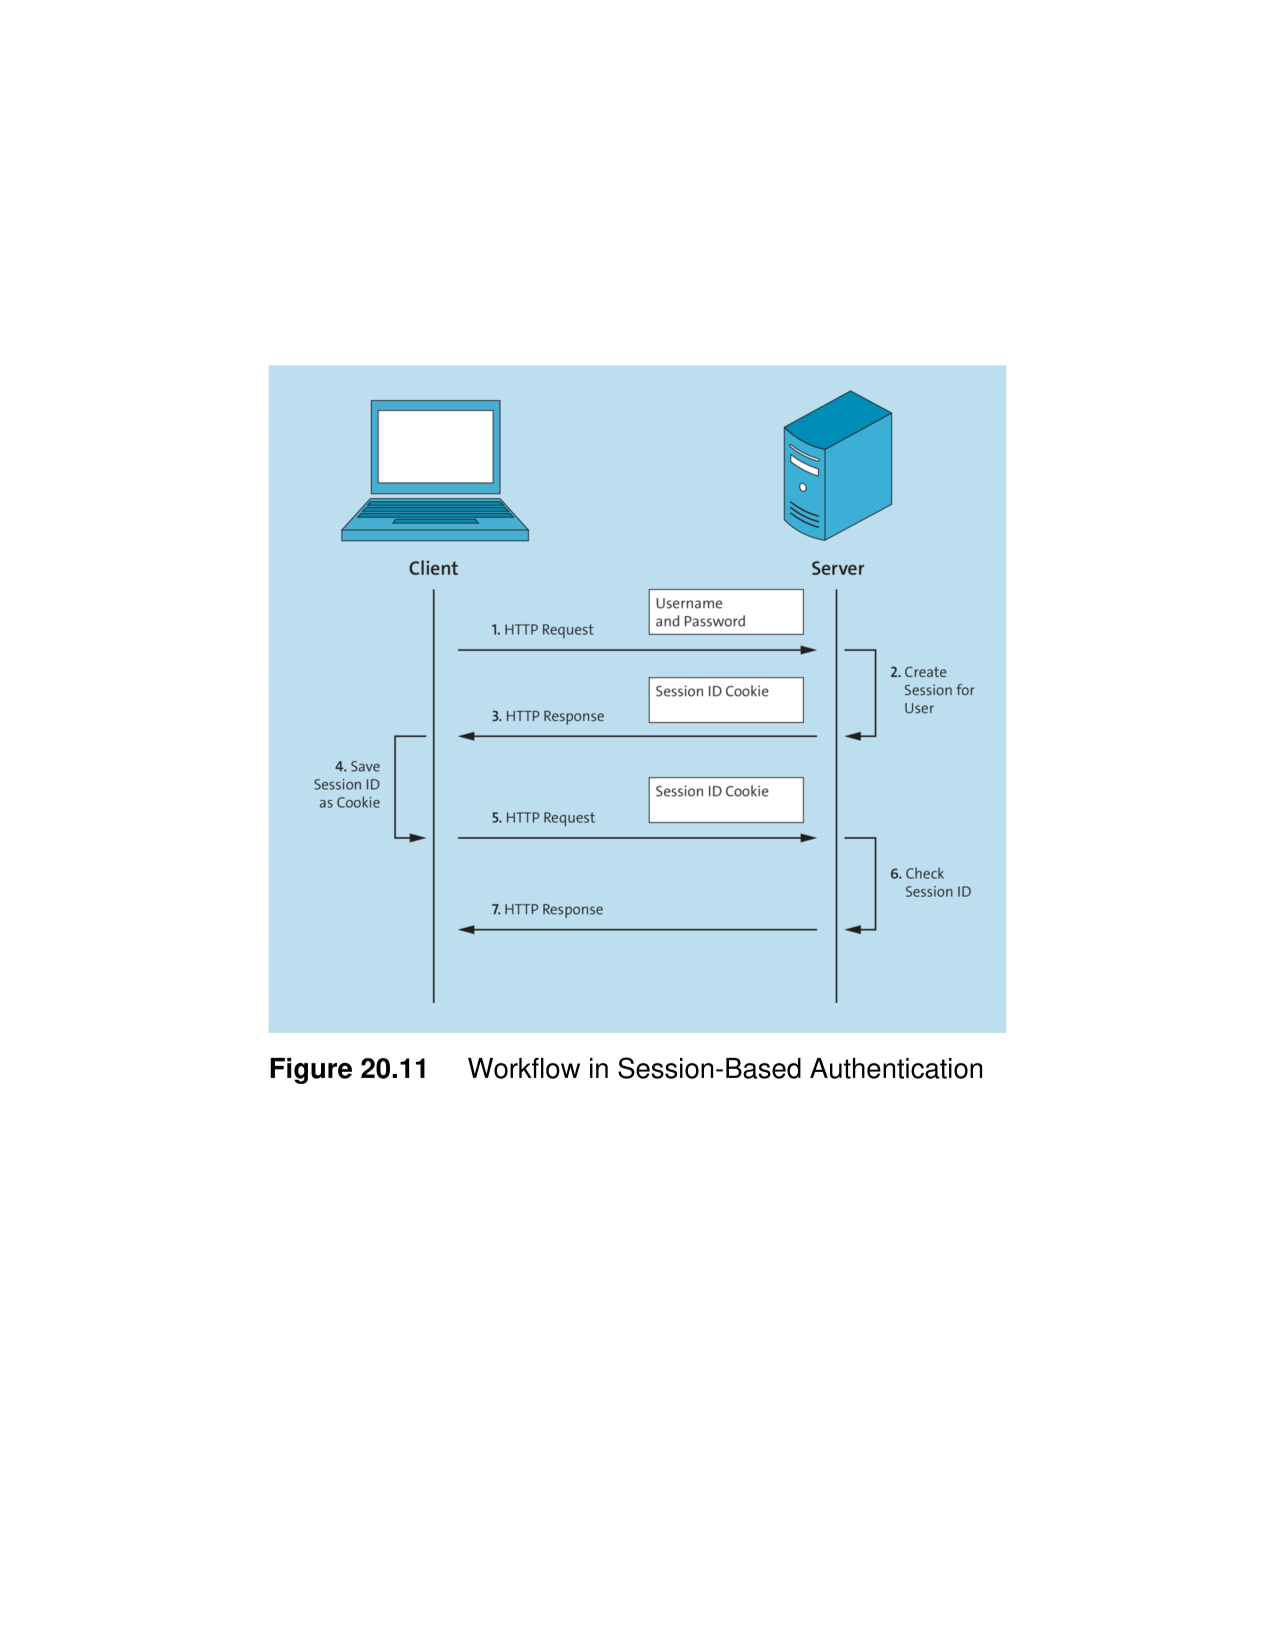 Client
Server
Username
and Password
1. HTTP Request
2. Create
Session for
User
Session ID Cookie
3. HTTP Response
4. Save
Session ID
as Cookie
Session ID Cookie
5. HTTP Request
6. Check
Session ID
7. HTTP Response
Figure 20.11 Workflow in Session-Based Authentication